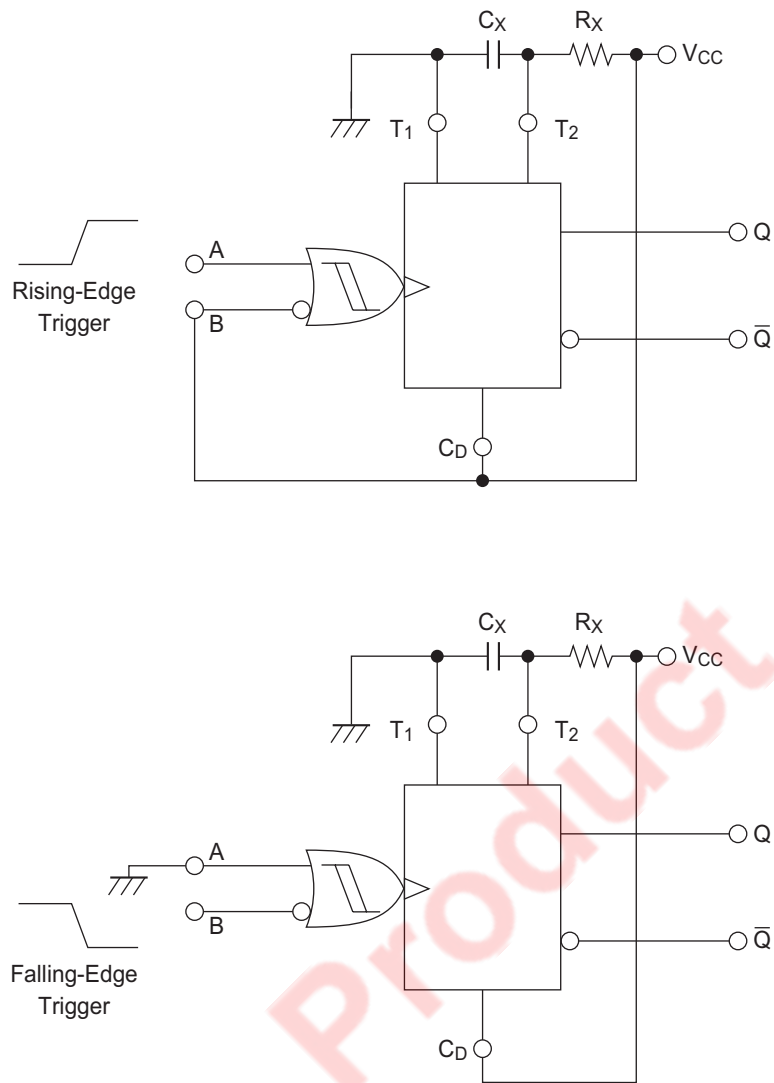 CX
RX
VCC
T1
T2
A
Rising-Edge
Trigger
B
Q
Q̅
CD
CX
RX
VCC
T1
T2
A
B
Q
Q̅
Falling-Edge
Trigger
CD
Product